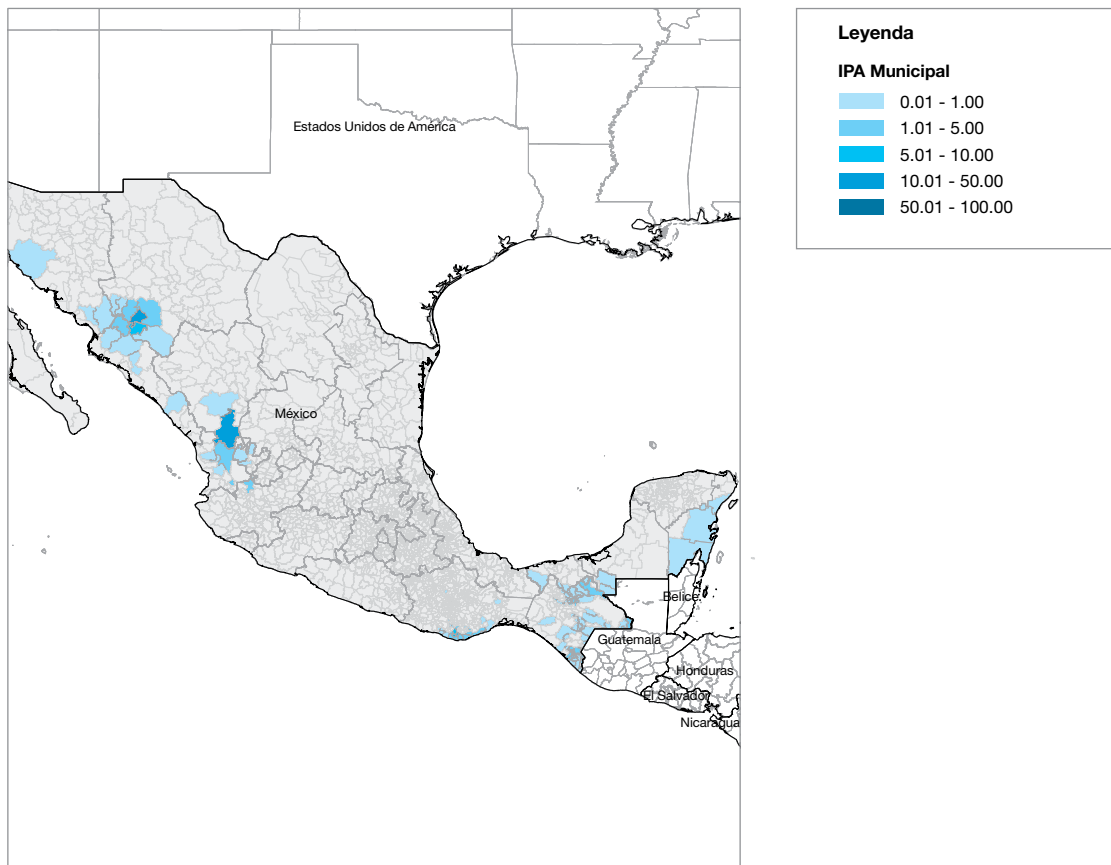 Leyenda
IPA Municipal
0.01 - 1.00
1.01 - 5.00
5.01 - 10.00
10.01 - 50.00
50.01 - 100.00
Estados Unidos de América
México
Belice
Guatemala
Honduras
El Salvador
Nicaragua